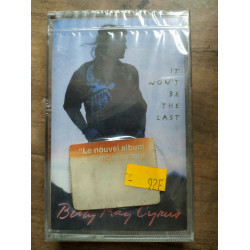 IT
WON'T
BE
THE
LAST
"Le nouvel album
92F
Billy Ray Cyrus